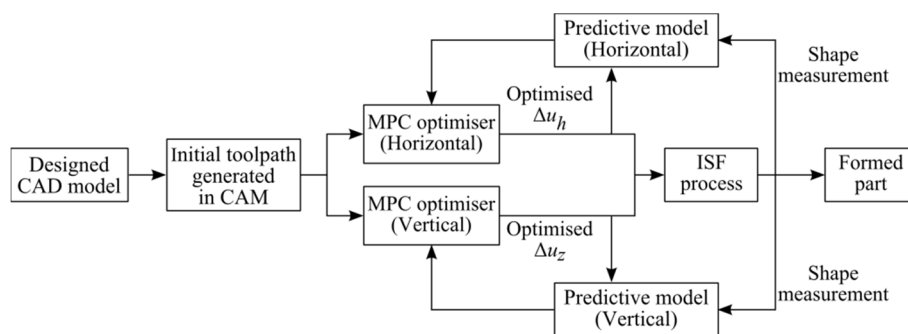 Predictive model
(Horizontal)
Shape
measurement
Optimised
Δu_h
MPC optimiser
(Horizontal)
Designed
CAD model
Initial toolpath
generated
in CAM
ISF
process
Formed
part
MPC optimiser
(Vertical)
Optimised
Δu_z
Shape
measurement
Predictive model
(Vertical)